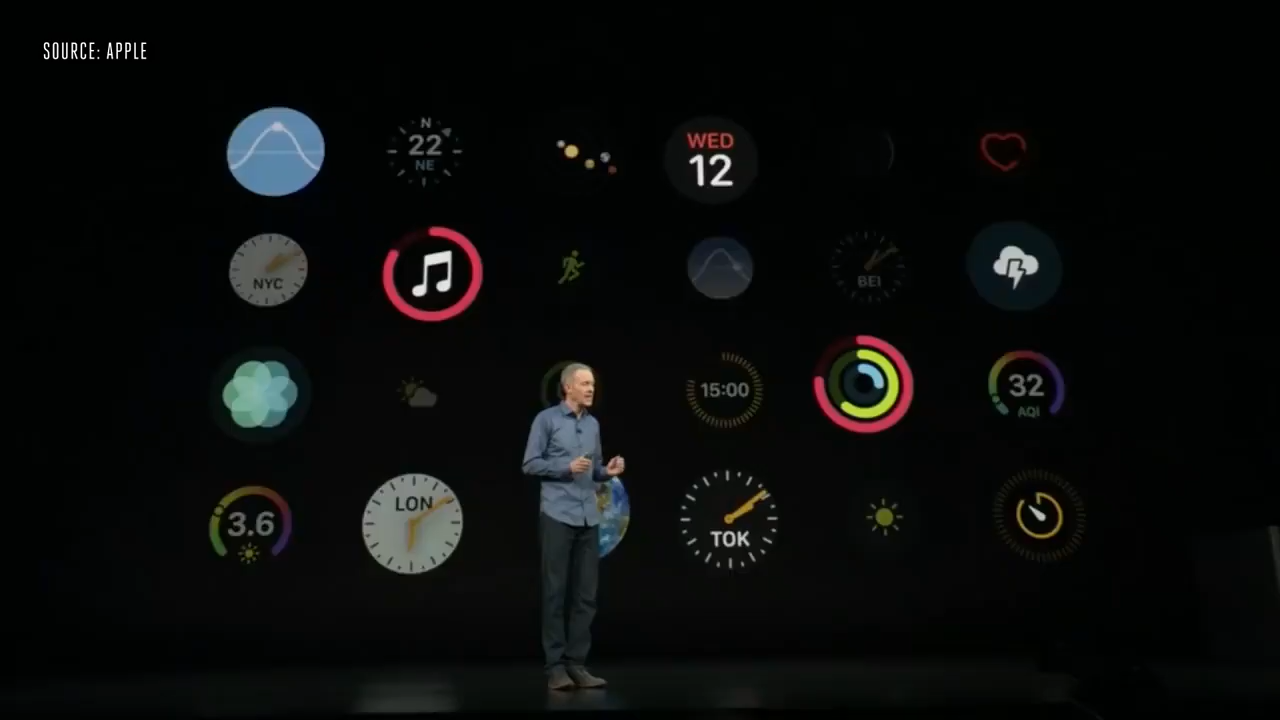 SOURCE: APPLE
N
22
NE
WED
12
NYC
BEI
15:00
32
AQI
3.6
LON
TOK